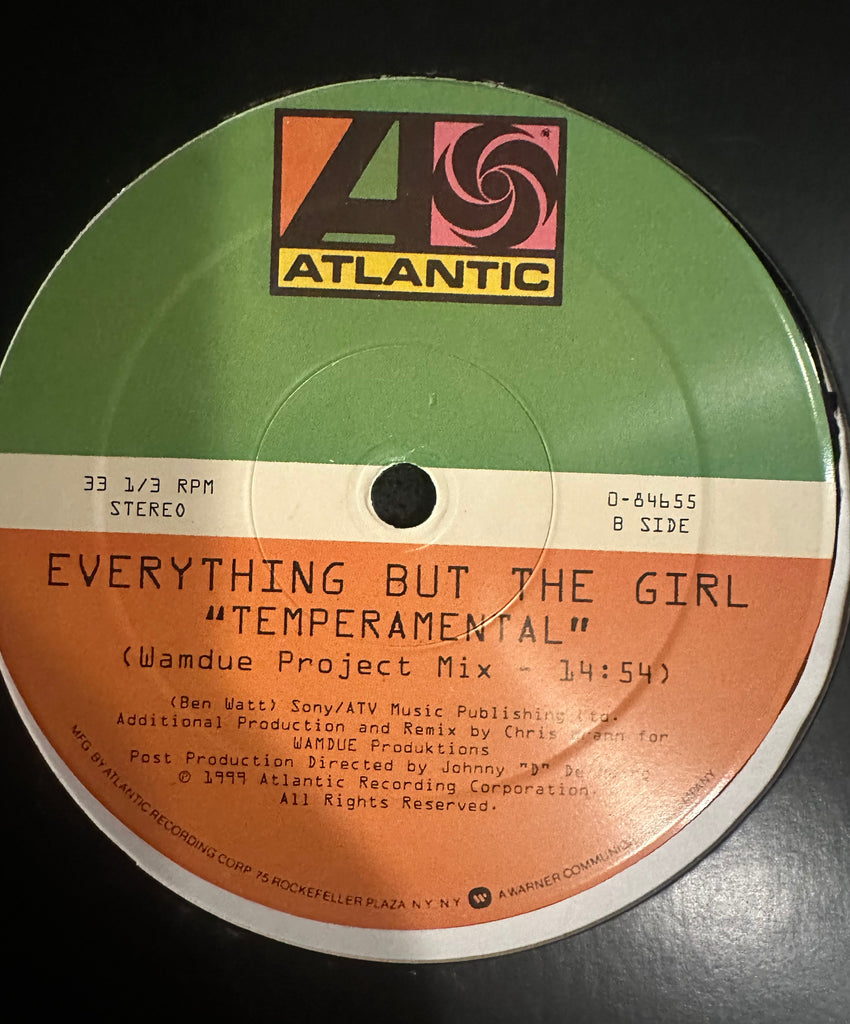 ATLANTIC
33 1/3 RPM
STEREO
0-84655
B SIDE
EVERYTHING BUT THE GIRL
"TEMPERAMENTAL"
(Wamdue Project Mix - 14:54)
(Ben Watt) Sony/ATV Music Publishing Ltd.
Additional Production and Remix by Chris for
WAMDUE Produktions
Post Production Directed by Johnny "D"
℗ 1999 Atlantic Recording Corporation.
All Rights Reserved.
MFG BY ATLANTIC RECORDING CORP 75 ROCKEFELLER PLAZA N Y N Y A WARNER